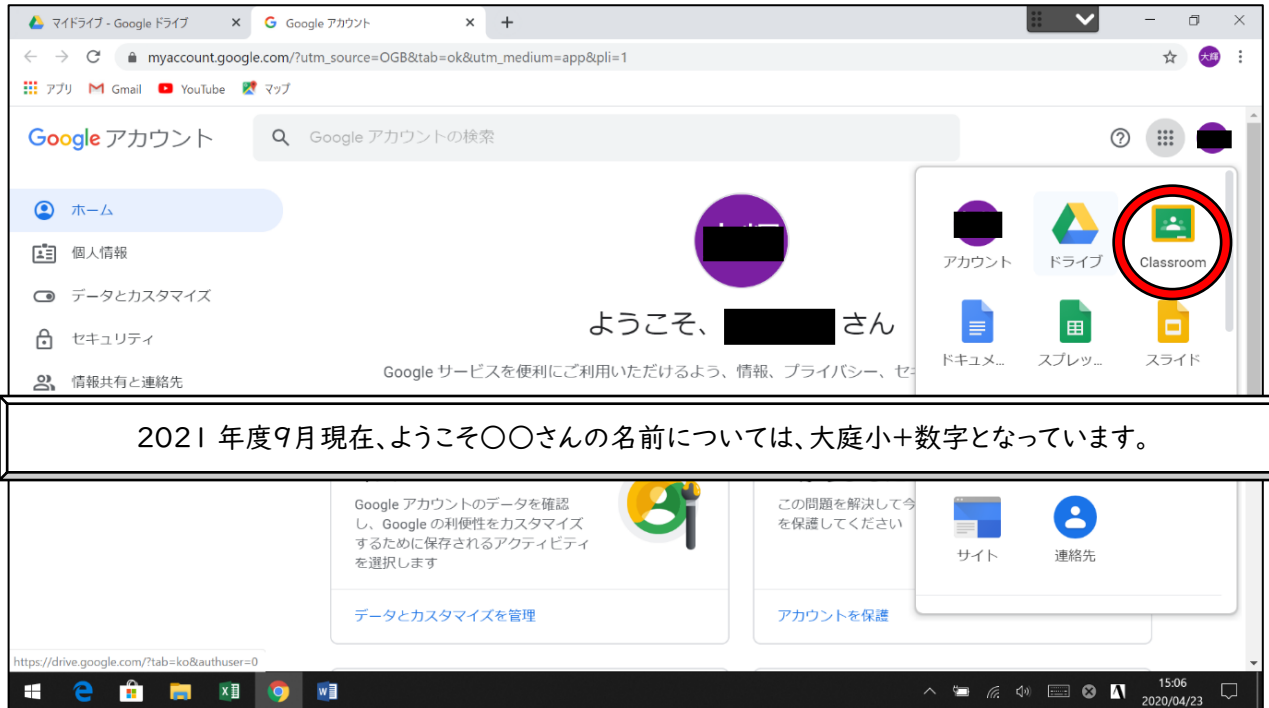 マイドライブ - Google ドライブ
Google アカウント
myaccount.google.com/?utm_source=OGB&tab=ok&utm_medium=app&pli=1
大輝
アプリ
Gmail
YouTube
マップ
Google アカウント
Google アカウントの検索
ホーム
個人情報
データとカスタマイズ
セキュリティ
情報共有と連絡先
ようこそ、
さん
Google サービスを便利にご利用いただけるよう、情報、プライバシー、セ
アカウント
ドライブ
Classroom
ドキュメ...
スプレッ...
スライド
2021年度9月現在、ようこそ〇〇さんの名前については、大庭小+数字となっています。
Google アカウントのデータを確認
し、Google の利便性をカスタマイズ
するために保存されるアクティビティ
を選択します
データとカスタマイズを管理
この問題を解決して今
を保護してください
アカウントを保護
サイト
連絡先
https://drive.google.com/?tab=ko&authuser=0
15:06
2020/04/23